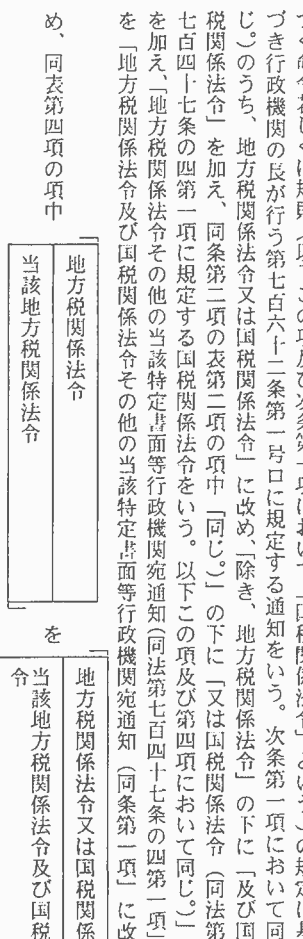 づき行政機関の長が行う第七百六十二条第一号ロに規定する通知をいう。次条第一項において同
じ。)のうち、地方税関係法令又は国税関係法令」に改め、「除き、地方税関係法令」の下に「及び国
税関係法令」を加え、同条第二項の表第二項の項中「同じ。)」の下に「又は国税関係法令(同法第
七百四十七条の四第一項に規定する国税関係法令をいう。以下この項及び第四項において同じ。)」
を加え、「地方税関係法令その他の当該特定書面等行政機関宛通知(同法第七百四十七条の四第一項」
を「地方税関係法令及び国税関係法令その他の当該特定書面等行政機関宛通知(同条第一項」に改
め、同表第四項の項中
「地方税関係法令
当該地方税関係法令」
を
「地方税関係法令又は国税関係
当該地方税関係法令及び国税
令